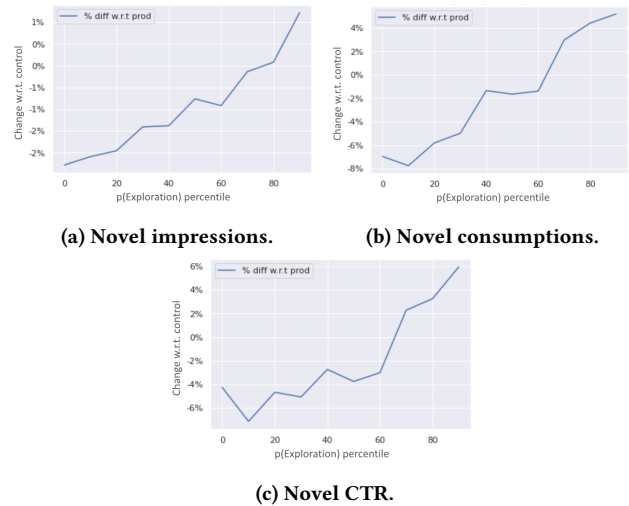 % diff w.r.t prod
1%
0%
0%
-1%
-1%
-2%
-2%
Change w.r.t. control
0 20 40 60 80
p(Exploration) percentile
(a) Novel impressions.
% diff w.r.t prod
4%
2%
0%
-2%
-4%
-6%
-8%
Change w.r.t. control
0 20 40 60 80
p(Exploration) percentile
(b) Novel consumptions.
% diff w.r.t prod
6%
4%
2%
0%
-2%
-4%
-6%
Change w.r.t. control
0 20 40 60 80
p(Exploration) percentile
(c) Novel CTR.